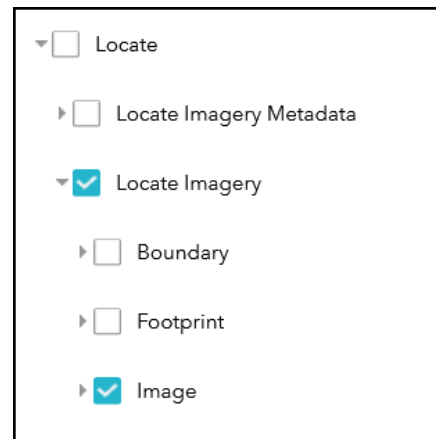 Locate
Locate Imagery Metadata
Locate Imagery
Boundary
Footprint
Image